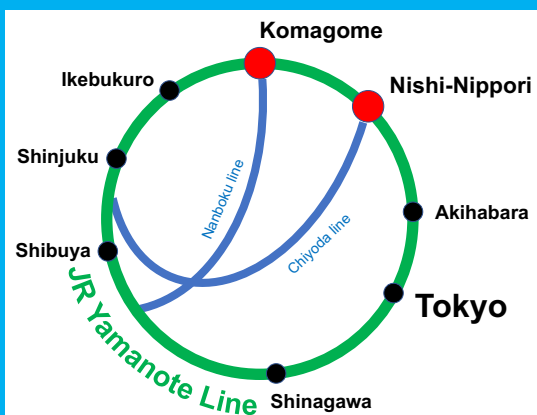 Komagome
Ikebukuro
Nishi-Nippori
Shinjuku
Nanboku line
Chiyoda line
Akihabara
Shibuya
Tokyo
JR Yamanote Line
Shinagawa